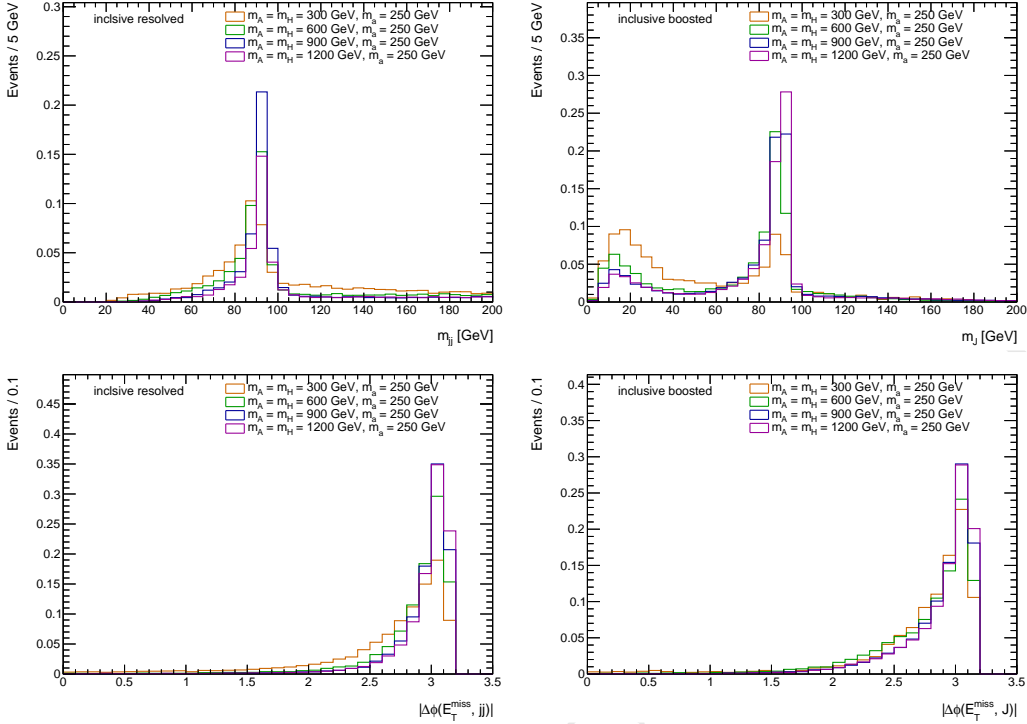 Events / 5 GeV
inclsive resolved
m_A = m_H = 300 GeV, m_a = 250 GeV
m_A = m_H = 600 GeV, m_a = 250 GeV
m_A = m_H = 900 GeV, m_a = 250 GeV
m_A = m_H = 1200 GeV, m_a = 250 GeV
0.3
0.25
0.2
0.15
0.1
0.05
0
0 20 40 60 80 100 120 140 160 180 200
m_jj [GeV]
Events / 5 GeV
inclusive boosted
m_A = m_H = 300 GeV, m_a = 250 GeV
m_A = m_H = 600 GeV, m_a = 250 GeV
m_A = m_H = 900 GeV, m_a = 250 GeV
m_A = m_H = 1200 GeV, m_a = 250 GeV
0.35
0.3
0.25
0.2
0.15
0.1
0.05
0
0 20 40 60 80 100 120 140 160 180 200
m_J [GeV]
Events / 0.1
inclsive resolved
m_A = m_H = 300 GeV, m_a = 250 GeV
m_A = m_H = 600 GeV, m_a = 250 GeV
m_A = m_H = 900 GeV, m_a = 250 GeV
m_A = m_H = 1200 GeV, m_a = 250 GeV
0.45
0.4
0.35
0.3
0.25
0.2
0.15
0.1
0.05
0
0 0.5 1 1.5 2 2.5 3 3.5
|Δϕ(E_T^miss, jj)|
Events / 0.1
inclusive boosted
m_A = m_H = 300 GeV, m_a = 250 GeV
m_A = m_H = 600 GeV, m_a = 250 GeV
m_A = m_H = 900 GeV, m_a = 250 GeV
m_A = m_H = 1200 GeV, m_a = 250 GeV
0.4
0.35
0.3
0.25
0.2
0.15
0.1
0.05
0
0 0.5 1 1.5 2 2.5 3 3.5
|Δϕ(E_T^miss, J)|